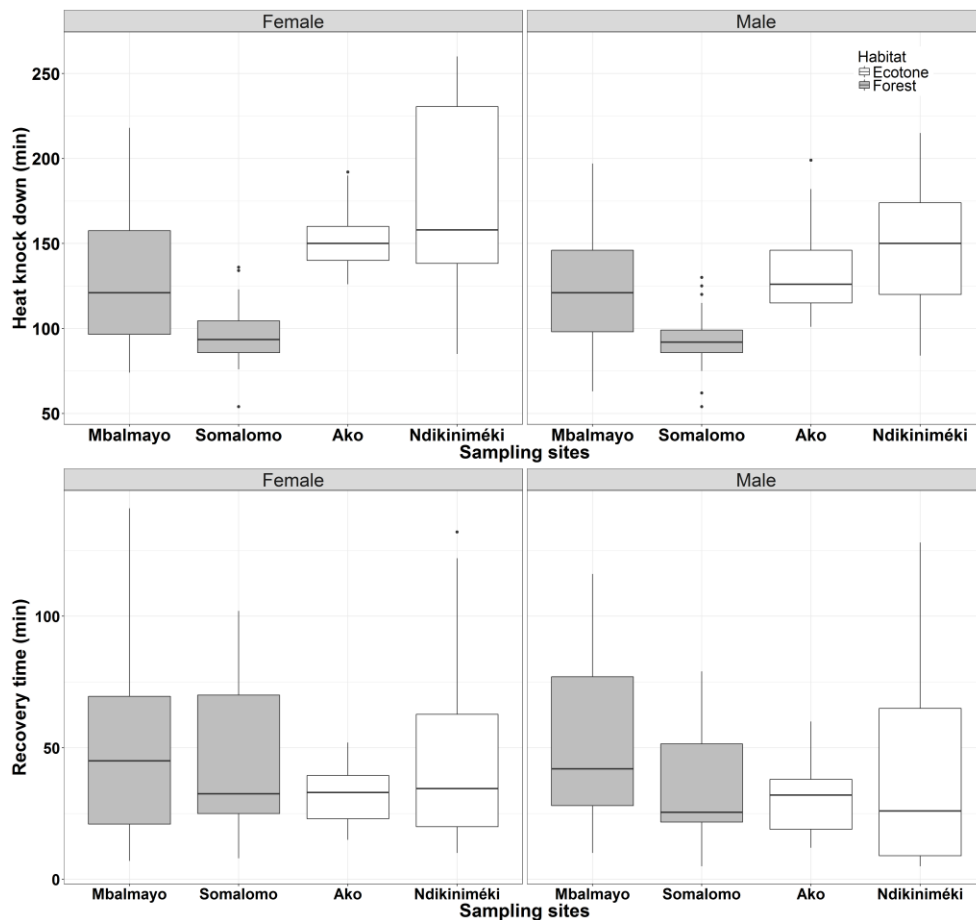 Female
Male
Heat knock down (min)
250
200
150
100
50
Habitat
Ecotone
Forest
Mbalmayo Somalomo Ako Ndikiniméki
Mbalmayo Somalomo Ako Ndikiniméki
Sampling sites
Female
Male
Recovery time (min)
100
50
0
Mbalmayo Somalomo Ako Ndikiniméki
Mbalmayo Somalomo Ako Ndikiniméki
Sampling sites